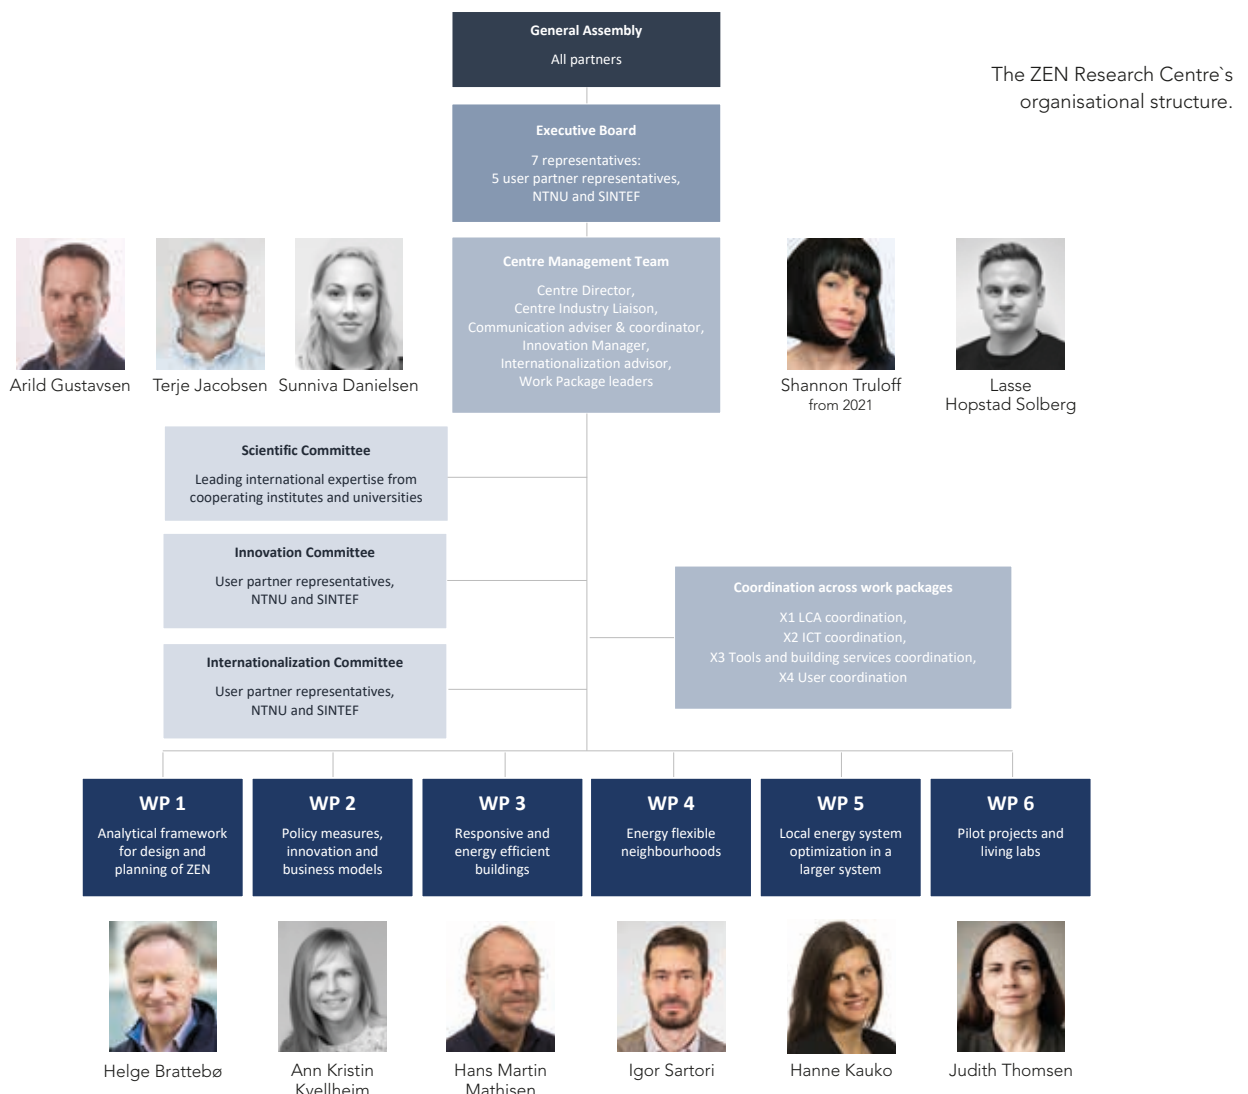 General Assembly
All partners
The ZEN Research Centre`s
organisational structure.
Executive Board
7 representatives:
5 user partner representatives,
NTNU and SINTEF
Centre Management Team
Centre Director,
Centre Industry Liaison,
Communication adviser & coordinator,
Innovation Manager,
Internationalization advisor,
Work Package leaders
Arild Gustavsen
Terje Jacobsen
Sunniva Danielsen
Shannon Truloff
from 2021
Lasse
Hopstad Solberg
Scientific Committee
Leading international expertise from
cooperating institutes and universities
Innovation Committee
User partner representatives,
NTNU and SINTEF
Internationalization Committee
User partner representatives,
NTNU and SINTEF
Coordination across work packages
X1 LCA coordination,
X2 ICT coordination,
X3 Tools and building services coordination,
X4 User coordination
WP 1
Analytical framework
for design and
planning of ZEN
WP 2
Policy measures,
innovation and
business models
WP 3
Responsive and
energy efficient
buildings
WP 4
Energy flexible
neighbourhoods
WP 5
Local energy system
optimization in a
larger system
WP 6
Pilot projects and
living labs
Helge Brattebø
Ann Kristin
Kvellheim
Hans Martin
Mathisen
Igor Sartori
Hanne Kauko
Judith Thomsen